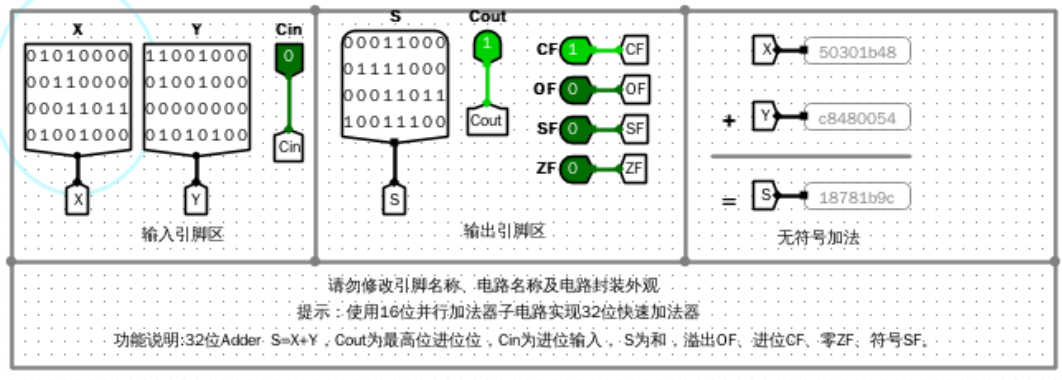 X
01010000
00110000
00011011
01001000
X
Y
11001000
01001000
00000000
01010100
Y
Cin
0
Cin
输入引脚区
S
00011000
01111000
00011011
10011100
S
Cout
1
Cout
CF 1 CF
OF 0 OF
SF 0 SF
ZF 0 ZF
输出引脚区
X 50301b48
+ Y c8480054
= S 18781b9c
无符号加法
请勿修改引脚名称、电路名称及电路封装外观
提示：使用16位并行加法器子电路实现32位快速加法器
功能说明:32位Adder S=X+Y，Cout为最高位进位位，Cin为进位输入，S为和，溢出OF、进位CF、零ZF、符号SF。